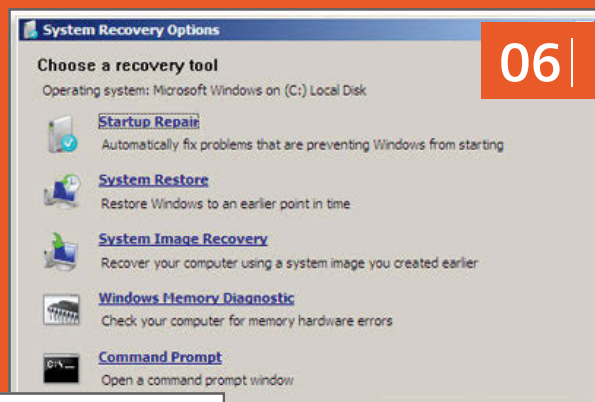 System Recovery Options
06
Choose a recovery tool
Operating system: Microsoft Windows on (C:) Local Disk
Startup Repair
Automatically fix problems that are preventing Windows from starting
System Restore
Restore Windows to an earlier point in time
System Image Recovery
Recover your computer using a system image you created earlier
Windows Memory Diagnostic
Check your computer for memory hardware errors
Command Prompt
Open a command prompt window